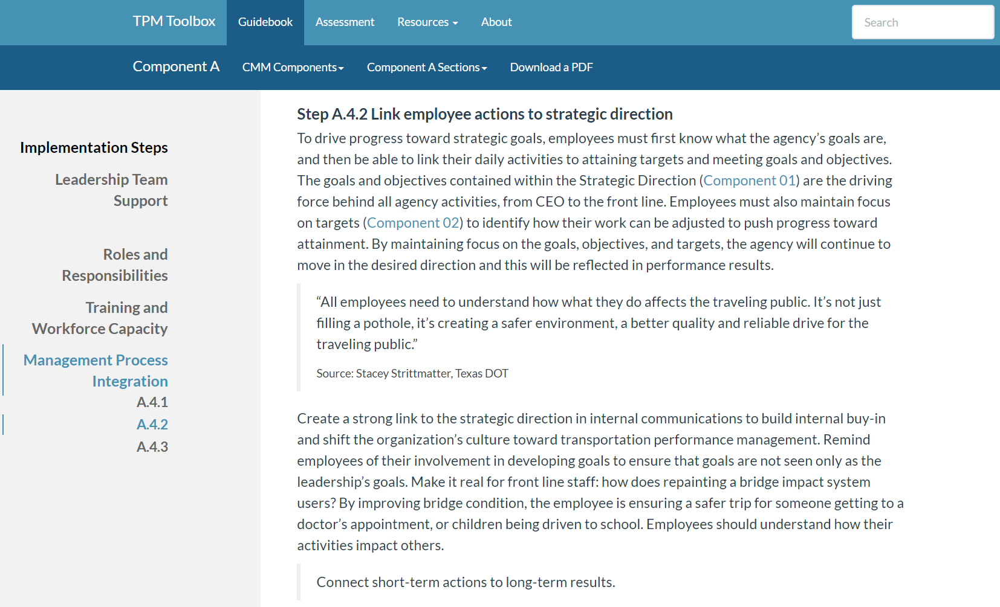 TPM Toolbox
Guidebook
Assessment
Resources
About
Search
Component A
CMM Components
Component A Sections
Download a PDF
Implementation Steps
Leadership Team
Support
Roles and
Responsibilities
Training and
Workforce Capacity
Management Process
Integration
A.4.1
A.4.2
A.4.3
Step A.4.2 Link employee actions to strategic direction
To drive progress toward strategic goals, employees must first know what the agency’s goals are,
and then be able to link their daily activities to attaining targets and meeting goals and objectives.
The goals and objectives contained within the Strategic Direction (Component 01) are the driving
force behind all agency activities, from CEO to the front line. Employees must also maintain focus
on targets (Component 02) to identify how their work can be adjusted to push progress toward
attainment. By maintaining focus on the goals, objectives, and targets, the agency will continue to
move in the desired direction and this will be reflected in performance results.
“All employees need to understand how what they do affects the traveling public. It’s not just
filling a pothole, it’s creating a safer environment, a better quality and reliable drive for the
traveling public.”
Source: Stacey Strittmatter, Texas DOT
Create a strong link to the strategic direction in internal communications to build internal buy-in
and shift the organization’s culture toward transportation performance management. Remind
employees of their involvement in developing goals to ensure that goals are not seen only as the
leadership’s goals. Make it real for front line staff: how does repainting a bridge impact system
users? By improving bridge condition, the employee is ensuring a safer trip for someone getting to a
doctor’s appointment, or children being driven to school. Employees should understand how their
activities impact others.
Connect short-term actions to long-term results.